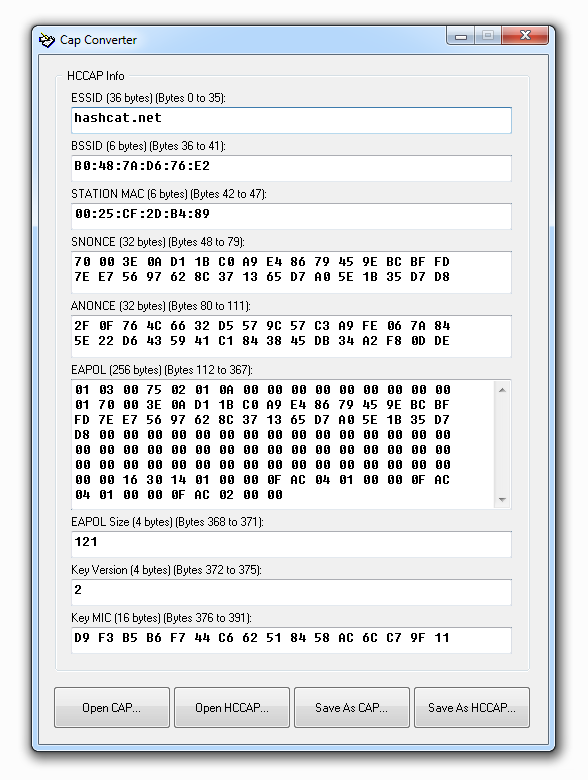 Cap Converter
HCCAP Info
ESSID (36 bytes) (Bytes 0 to 35):
hashcat.net
BSSID (6 bytes) (Bytes 36 to 41):
B0:48:7A:D6:76:E2
STATION MAC (6 bytes) (Bytes 42 to 47):
00:25:CF:2D:B4:89
SNONCE (32 bytes) (Bytes 48 to 79):
70 00 3E 0A D1 1B C0 A9 E4 86 79 45 9E BC BF FD
7E E7 56 97 62 8C 37 13 65 D7 A0 5E 1B 35 D7 D8
ANONCE (32 bytes) (Bytes 80 to 111):
2F 0F 76 4C 66 32 D5 57 9C 57 C3 A9 FE 06 7A 84
5E 22 D6 43 59 41 C1 84 38 45 DB 34 A2 F8 0D DE
EAPOL (256 bytes) (Bytes 112 to 367):
01 03 00 75 02 01 0A 00 00 00 00 00 00 00 00 00
01 70 00 3E 0A D1 1B C0 A9 E4 86 79 45 9E BC BF
FD 7E E7 56 97 62 8C 37 13 65 D7 A0 5E 1B 35 D7
D8 00 00 00 00 00 00 00 00 00 00 00 00 00 00 00
00 00 00 00 00 00 00 00 00 00 00 00 00 00 00 00
00 00 00 00 00 00 00 00 00 00 00 00 00 00 00 00
00 00 16 30 14 01 00 00 0F AC 04 01 00 00 0F AC
04 01 00 00 0F AC 02 00 00
EAPOL Size (4 bytes) (Bytes 368 to 371):
121
Key Version (4 bytes) (Bytes 372 to 375):
2
Key MIC (16 bytes) (Bytes 376 to 391):
D9 F3 B5 B6 F7 44 C6 62 51 84 58 AC 6C C7 9F 11
Open CAP... Open HCCAP... Save As CAP... Save As HCCAP...